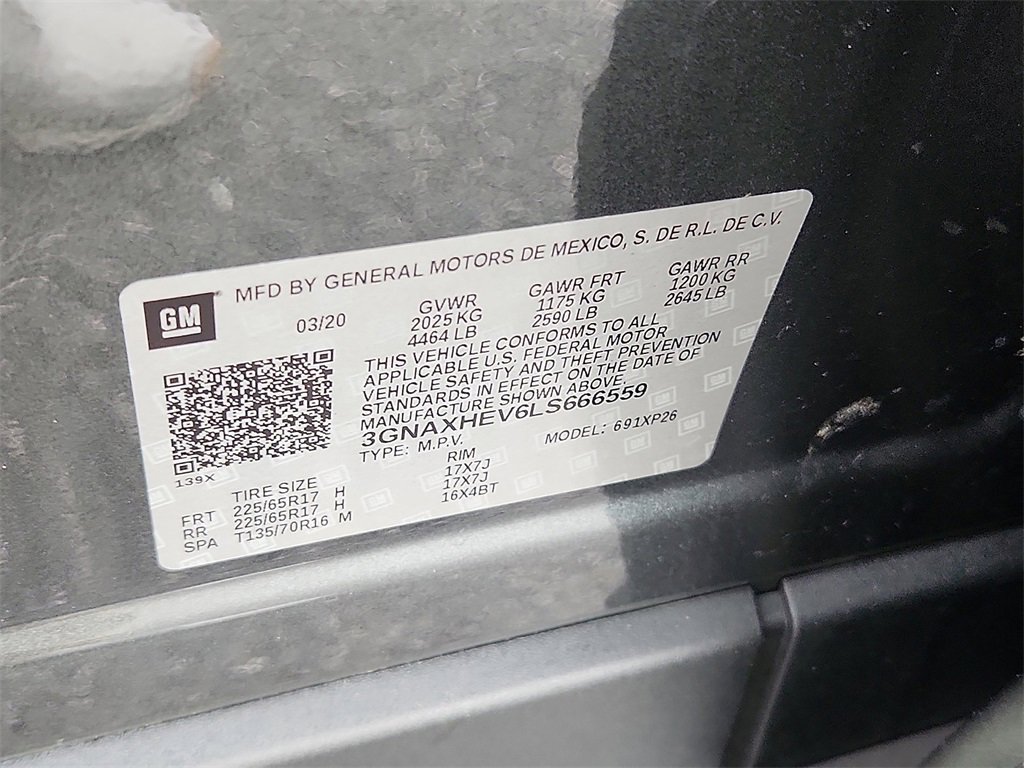 MFD BY GENERAL MOTORS DE MEXICO, S. DE R.L. DE C.V.
GM
03/20
GVWR
2025 KG
4464 LB
GAWR FRT
1175 KG
2590 LB
GAWR RR
1200 KG
2645 LB
THIS VEHICLE CONFORMS TO ALL
APPLICABLE U.S. FEDERAL MOTOR
VEHICLE SAFETY AND THEFT PREVENTION
STANDARDS IN EFFECT ON THE DATE OF
MANUFACTURE SHOWN ABOVE.
3GNAXHEV6LS666559
TYPE: M.P.V. MODEL: 691XP26
139X
TIRE SIZE RIM
FRT 225/65R17 H 17X7J
RR 225/65R17 H 17X7J
SPA T135/70R16 M 16X4BT